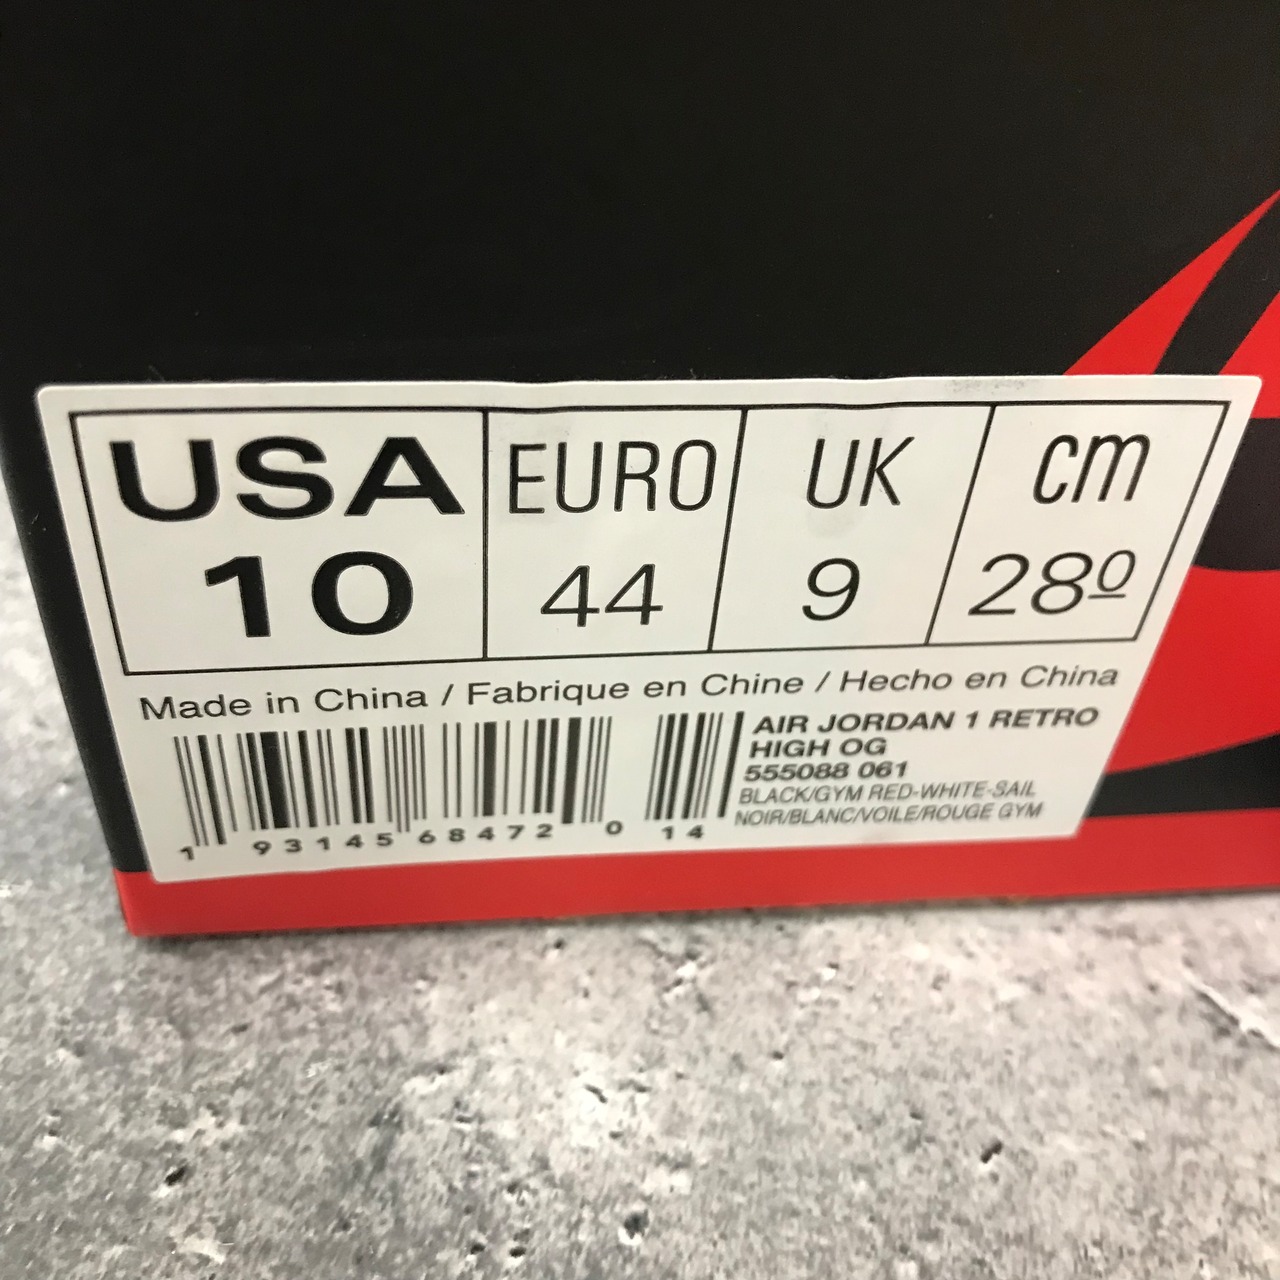 USA EURO UK cm
10 44 9 28º
Made in China / Fabrique en Chine / Hecho en China
AIR JORDAN 1 RETRO
HIGH OG
555088 061
BLACK/GYM RED-WHITE-SAIL
NOIR/BLANC/VOILE/ROUGE GYM
1 93145 68472 0 14